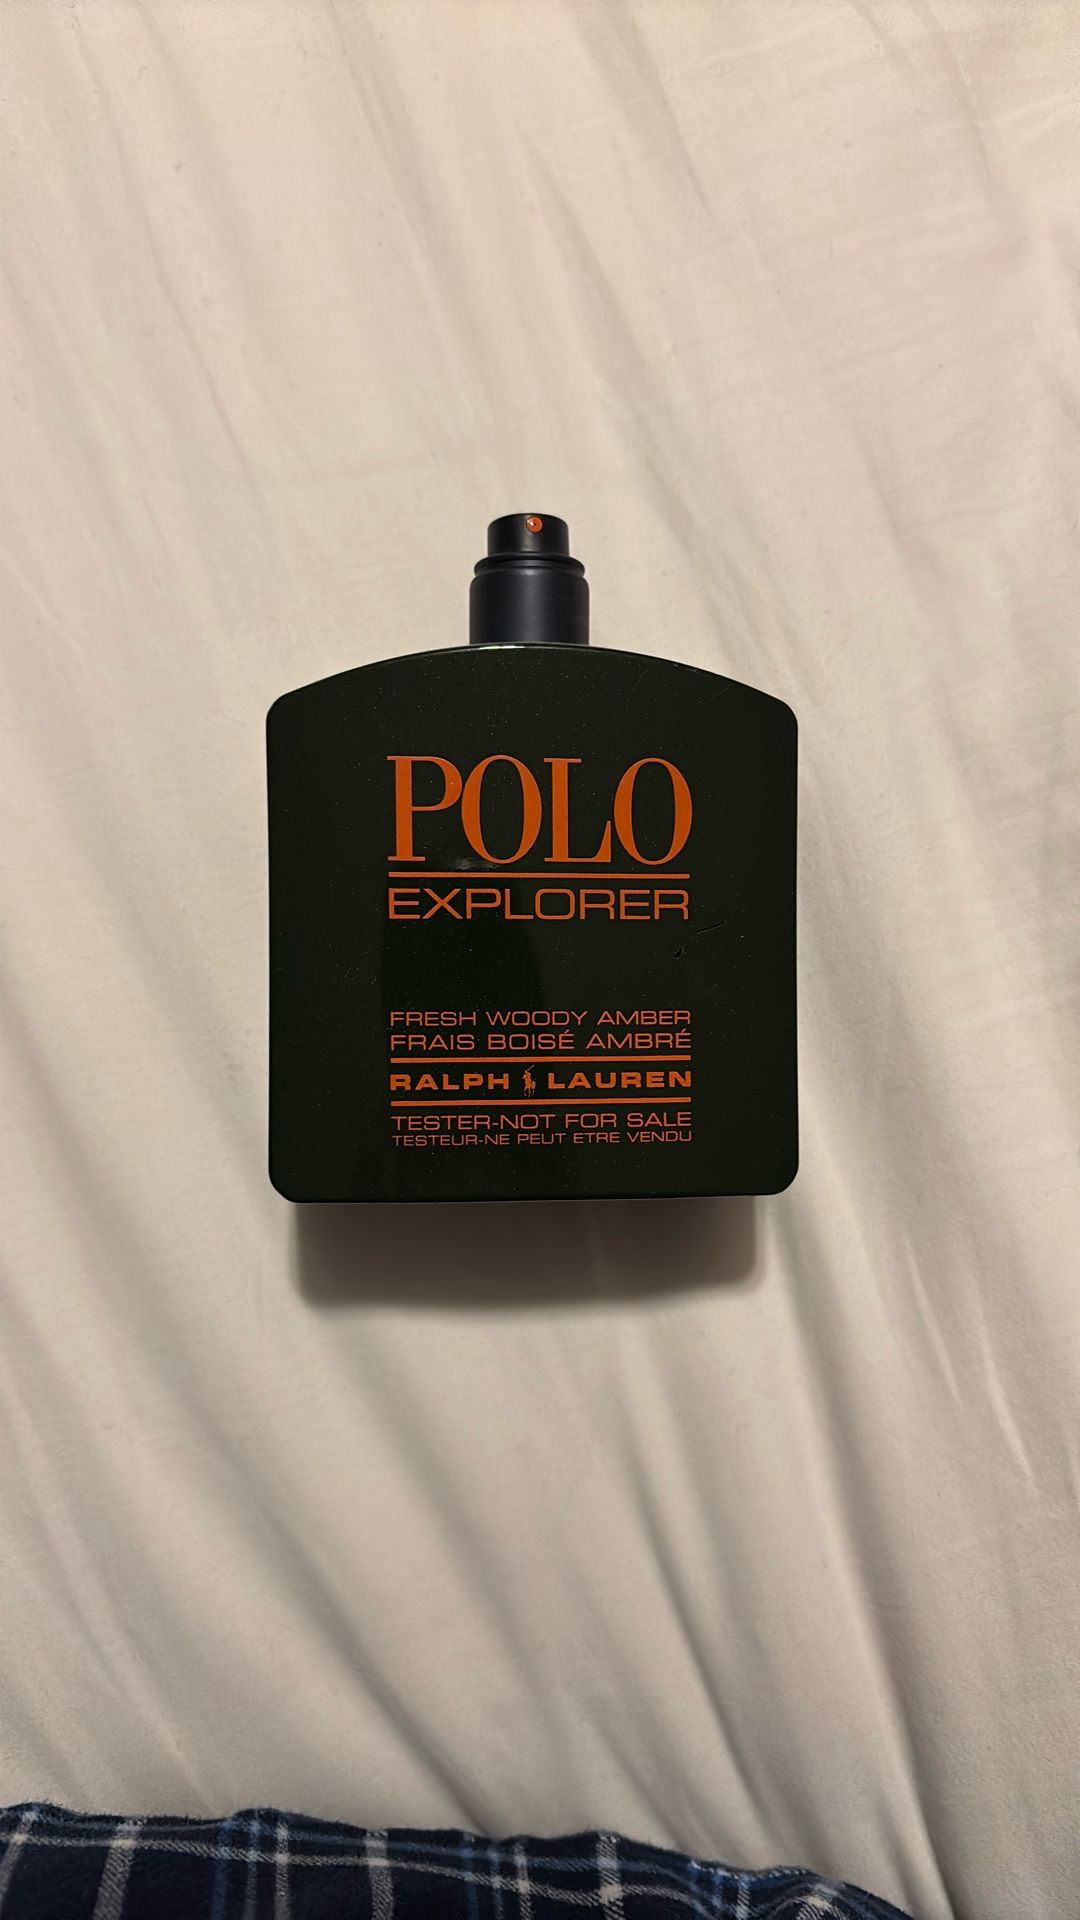 POLO
EXPLORER
FRESH WOODY AMBER
FRAIS BOISÉ AMBRÉ
RALPH LAUREN
TESTER-NOT FOR SALE
TESTEUR-NE PEUT ETRE VENDU